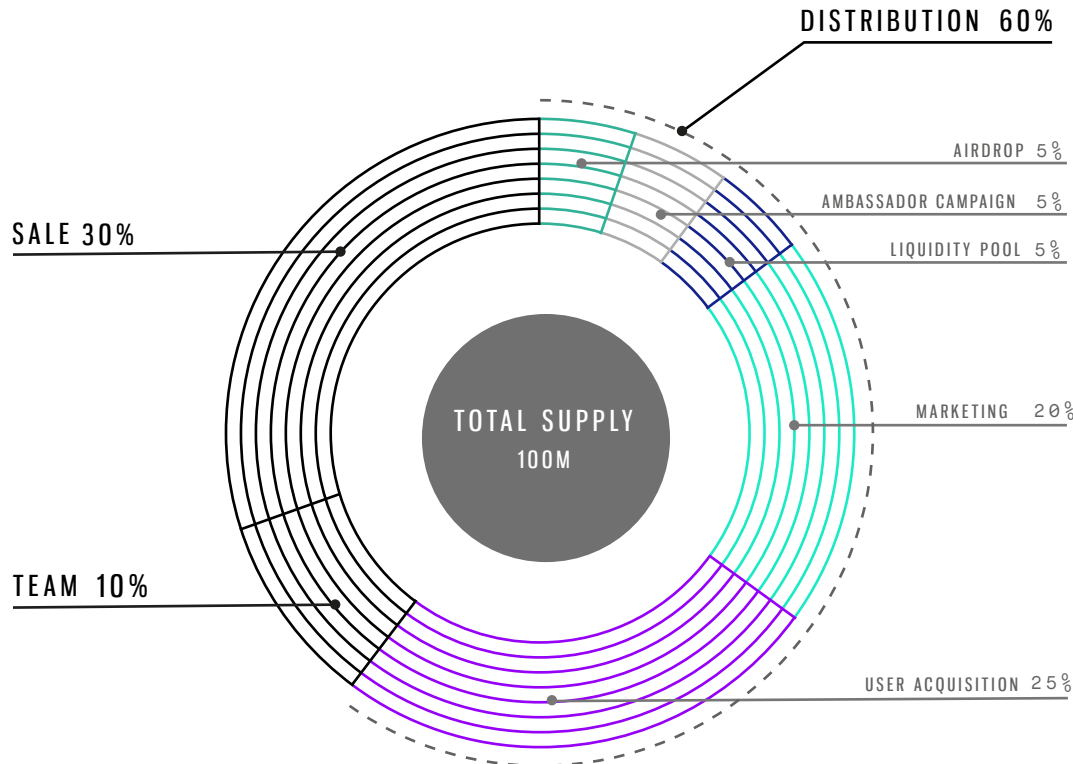 DISTRIBUTION 60%
AIRDROP 5%
AMBASSADOR CAMPAIGN 5%
SALE 30%
LIQUIDITY POOL 5%
TOTAL SUPPLY
100M
MARKETING 20%
TEAM 10%
USER ACQUISITION 25%